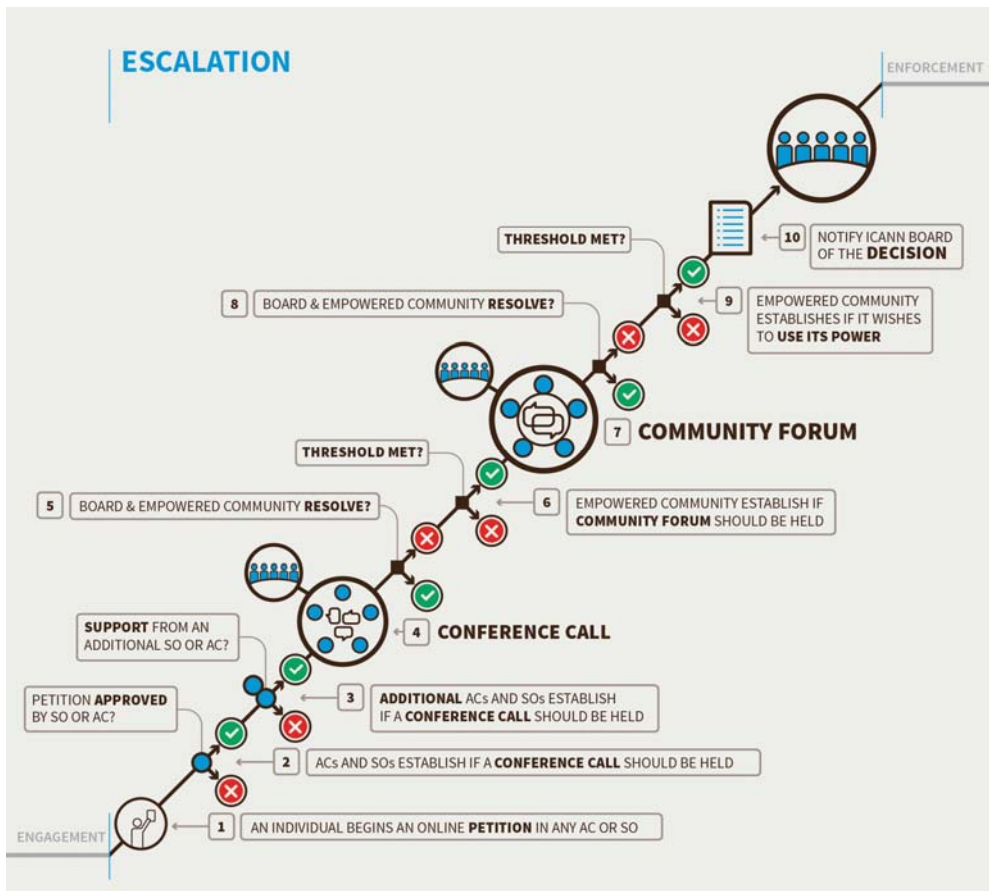 ESCALATION
ENFORCEMENT
10
NOTIFY ICANN BOARD
OF THE DECISION
THRESHOLD MET?
8
BOARD & EMPOWERED COMMUNITY RESOLVE?
9
EMPOWERED COMMUNITY
ESTABLISHES IF IT WISHES
TO USE ITS POWER
7
COMMUNITY FORUM
THRESHOLD MET?
5
BOARD & EMPOWERED COMMUNITY RESOLVE?
6
EMPOWERED COMMUNITY ESTABLISH IF
COMMUNITY FORUM SHOULD BE HELD
SUPPORT FROM AN
ADDITIONAL SO OR AC?
4
CONFERENCE CALL
PETITION APPROVED
BY SO OR AC?
3
ADDITIONAL ACs AND SOs ESTABLISH
IF A CONFERENCE CALL SHOULD BE HELD
2
ACs AND SOs ESTABLISH IF A CONFERENCE CALL SHOULD BE HELD
1
AN INDIVIDUAL BEGINS AN ONLINE PETITION IN ANY AC OR SO
ENGAGEMENT